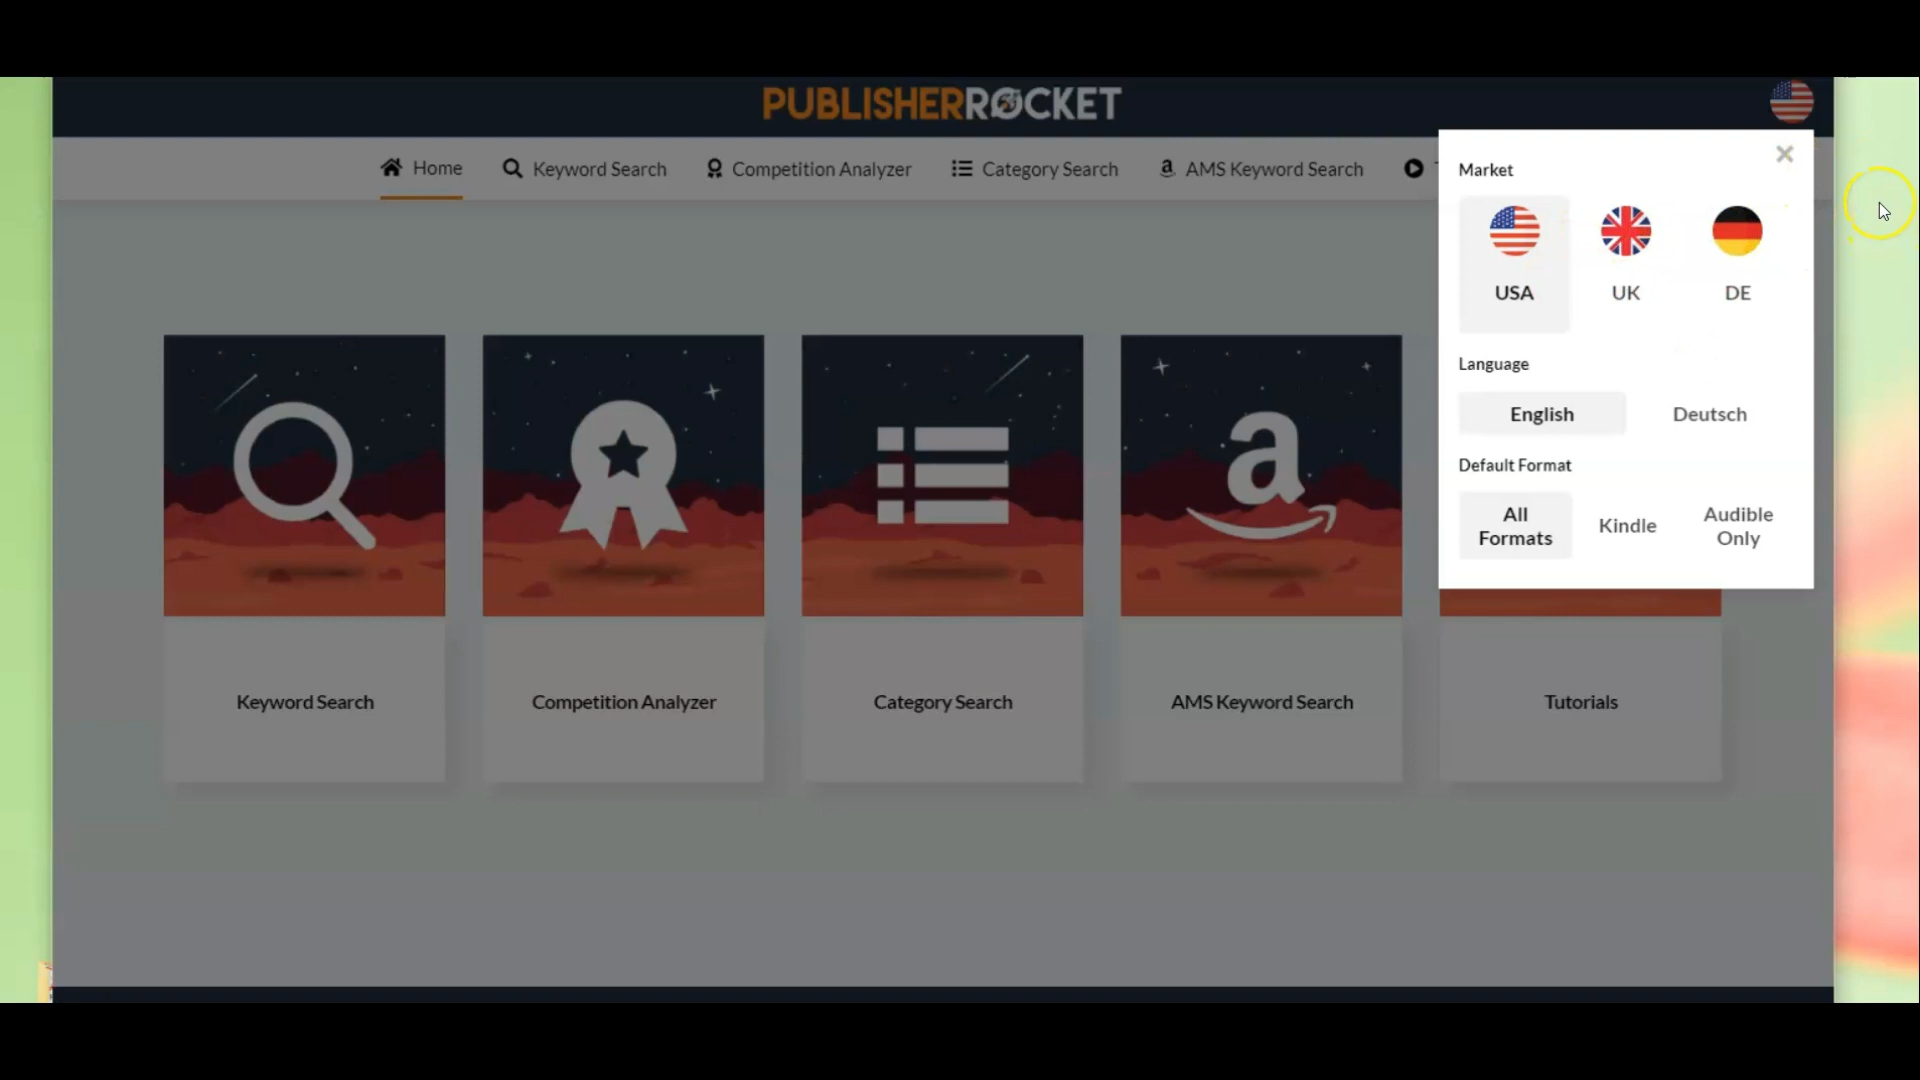 PUBLISHERROCKET
Home
Keyword Search
Competition Analyzer
Category Search
AMS Keyword Search
Market
USA
UK
DE
Language
English
Deutsch
Default Format
All
Formats
Kindle
Audible
Only
Keyword Search
Competition Analyzer
Category Search
AMS Keyword Search
Tutorials